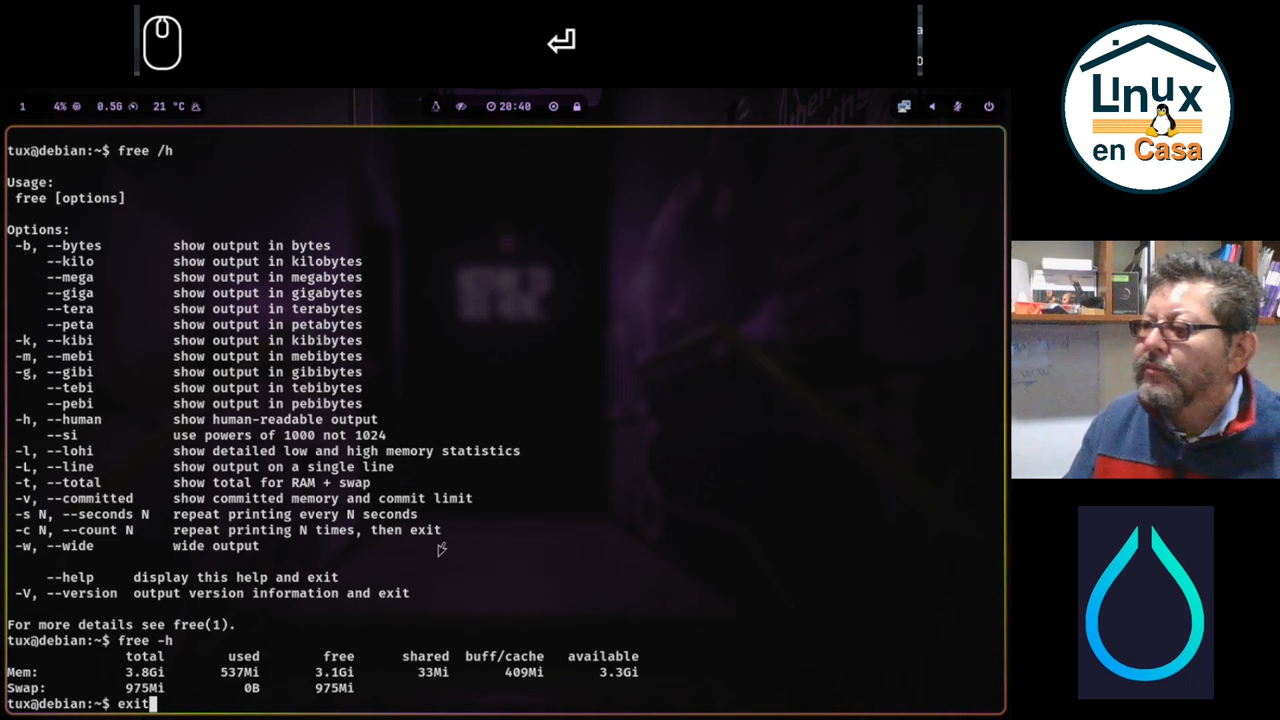 1 4% 0.5G 21 °C 20:40
LInux
en Casa
tux@debian:~$ free /h
Usage:
free [options]
Options:
-b, --bytes show output in bytes
--kilo show output in kilobytes
--mega show output in megabytes
--giga show output in gigabytes
--tera show output in terabytes
--peta show output in petabytes
-k, --kibi show output in kibibytes
-m, --mebi show output in mebibytes
-g, --gibi show output in gibibytes
--tebi show output in tebibytes
--pebi show output in pebibytes
-h, --human show human-readable output
--si use powers of 1000 not 1024
-l, --lohi show detailed low and high memory statistics
-L, --line show output on a single line
-t, --total show total for RAM + swap
-v, --committed show committed memory and commit limit
-s N, --seconds N repeat printing every N seconds
-c N, --count N repeat printing N times, then exit
-w, --wide wide output
--help display this help and exit
-V, --version output version information and exit
For more details see free(1).
tux@debian:~$ free -h
total used free shared buff/cache available
Mem: 3.8Gi 537Mi 3.1Gi 33Mi 409Mi 3.3Gi
Swap: 975Mi 0B 975Mi
tux@debian:~$ exit